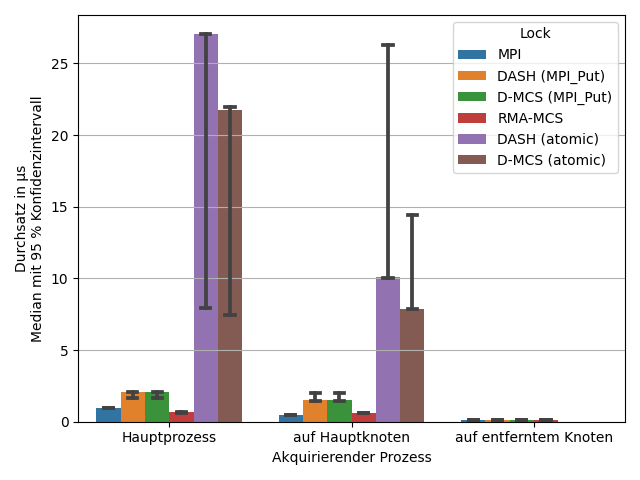 Durchsatz in µs
Median mit 95 % Konfidenzintervall
25
20
15
10
5
0
Lock
MPI
DASH (MPI_Put)
D-MCS (MPI_Put)
RMA-MCS
DASH (atomic)
D-MCS (atomic)
Hauptprozess
auf Hauptknoten
auf entferntem Knoten
Akquirierender Prozess